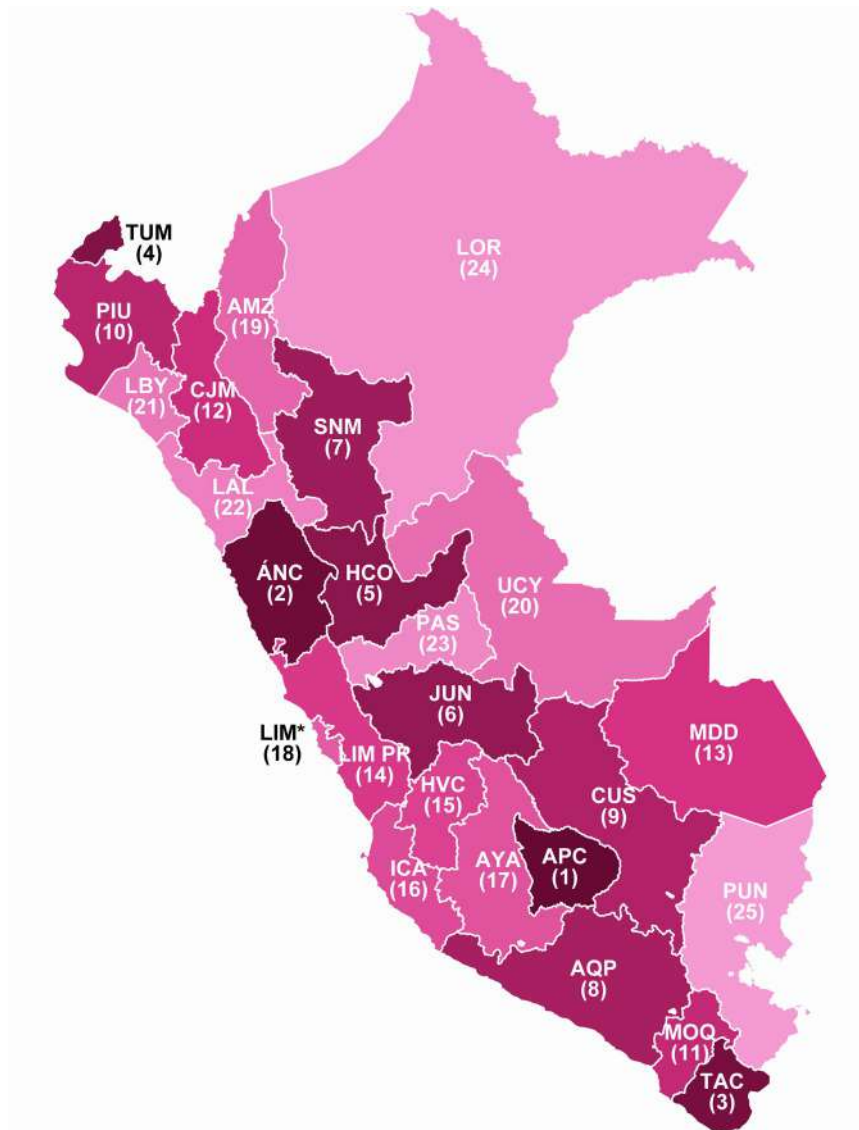 TUM
(4)
LOR
(24)
PIU
(10)
AMZ
(19)
LBY
(21)
CJM
(12)
SNM
(7)
LAL
(22)
ÁNC
(2)
HCO
(5)
UCY
(20)
PAS
(23)
JUN
(6)
LIM*
(18)
LIM PR
(14)
MDD
(13)
HVC
(15)
CUS
(9)
ICA
(16)
AYA
(17)
APC
(1)
PUN
(25)
AQP
(8)
MOQ
(11)
TAC
(3)